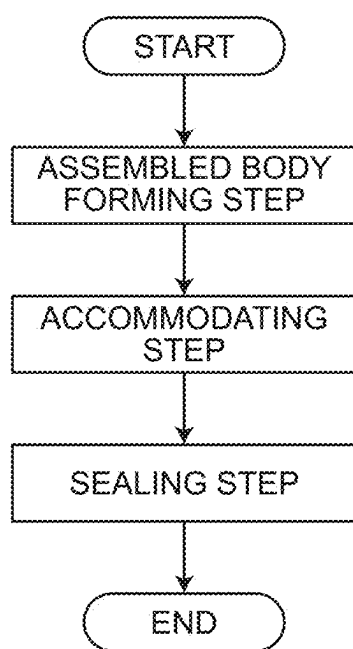 START
ASSEMBLED BODY
FORMING STEP
ACCOMMODATING
STEP
SEALING STEP
END